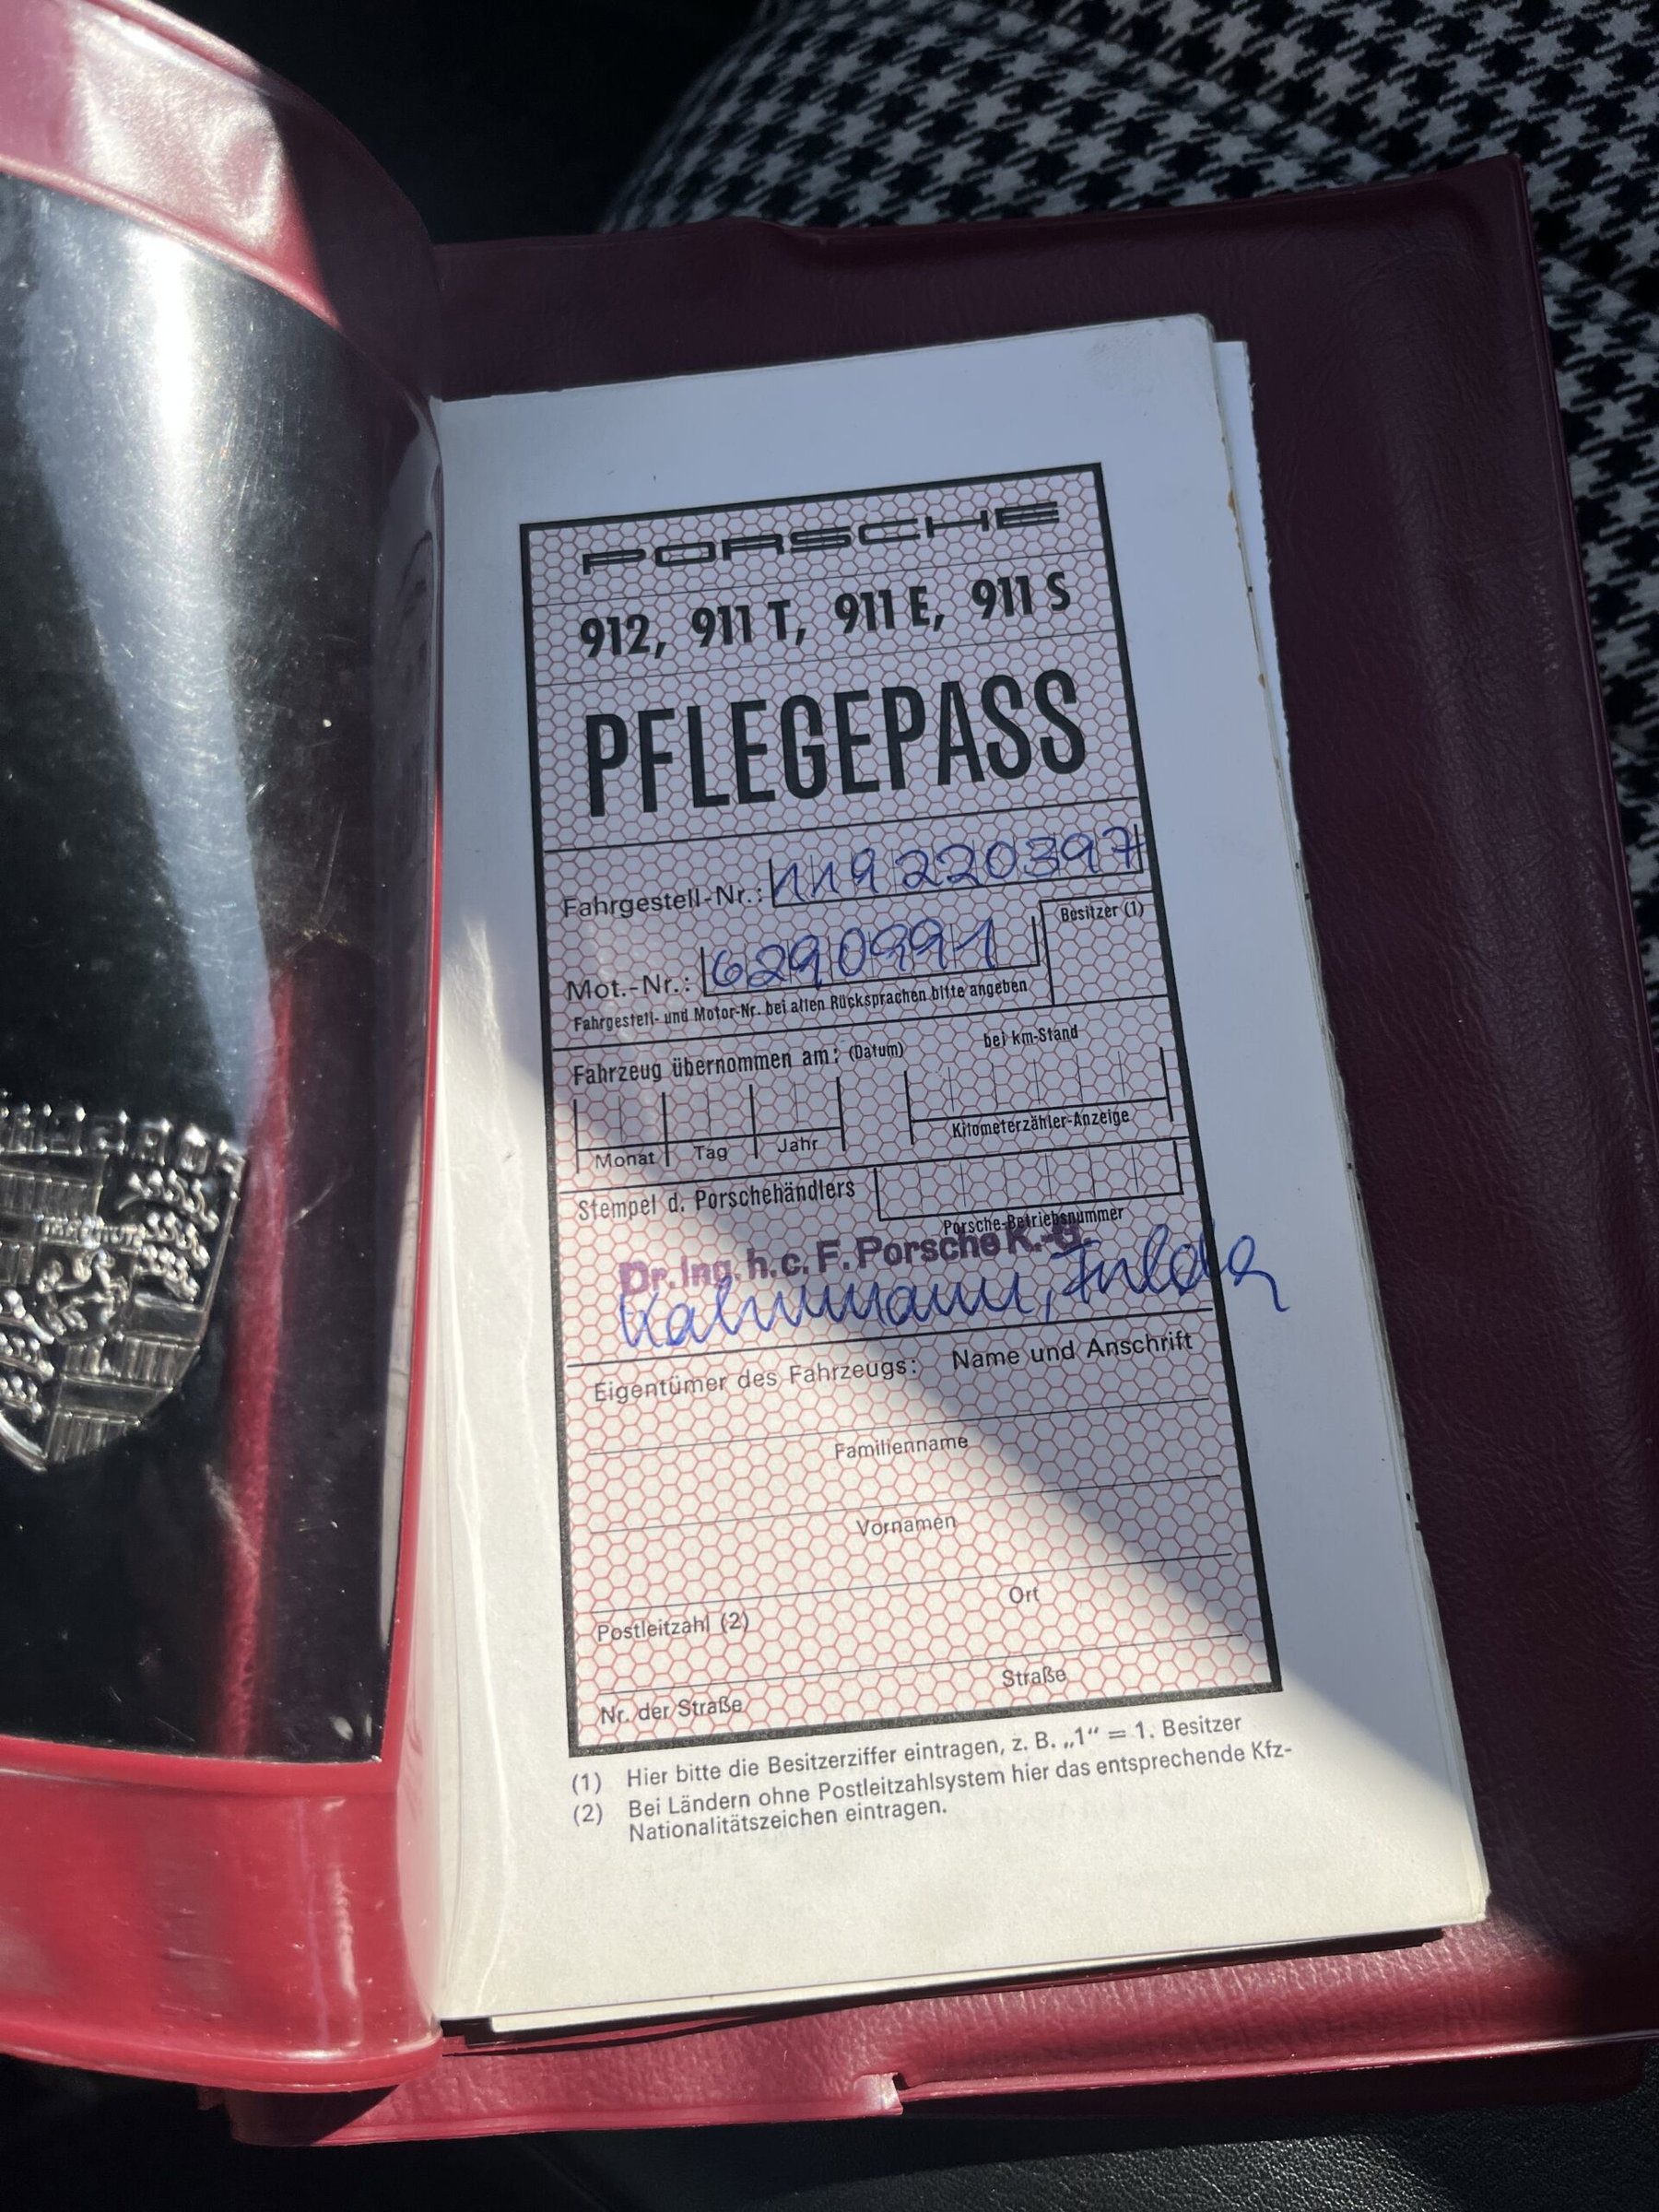 PORSCHE
912, 911 T, 911 E, 911 S
PFLEGEPASS
Fahrgestell-Nr.: 119220397
Besitzer (1)
Mot.-Nr.: 6290991
Fahrgestell- und Motor-Nr. bei allen Rücksprachen bitte angeben
Fahrzeug übernommen am: (Datum) bei km-Stand
Monat Tag Jahr Kilometerzähler-Anzeige
Stempel d. Porschehändlers
Porsche-Betriebsnummer
Dr. Ing. h. c. F. Porsche K.-G.
Fulda
Eigentümer des Fahrzeugs: Name und Anschrift
Familienname
Vornamen
Postleitzahl (2) Ort
Nr. der Straße Straße
(1) Hier bitte die Besitzerziffer eintragen, z. B. „1“ = 1. Besitzer
(2) Bei Ländern ohne Postleitzahlsystem hier das entsprechende Kfz-
Nationalitätszeichen eintragen.